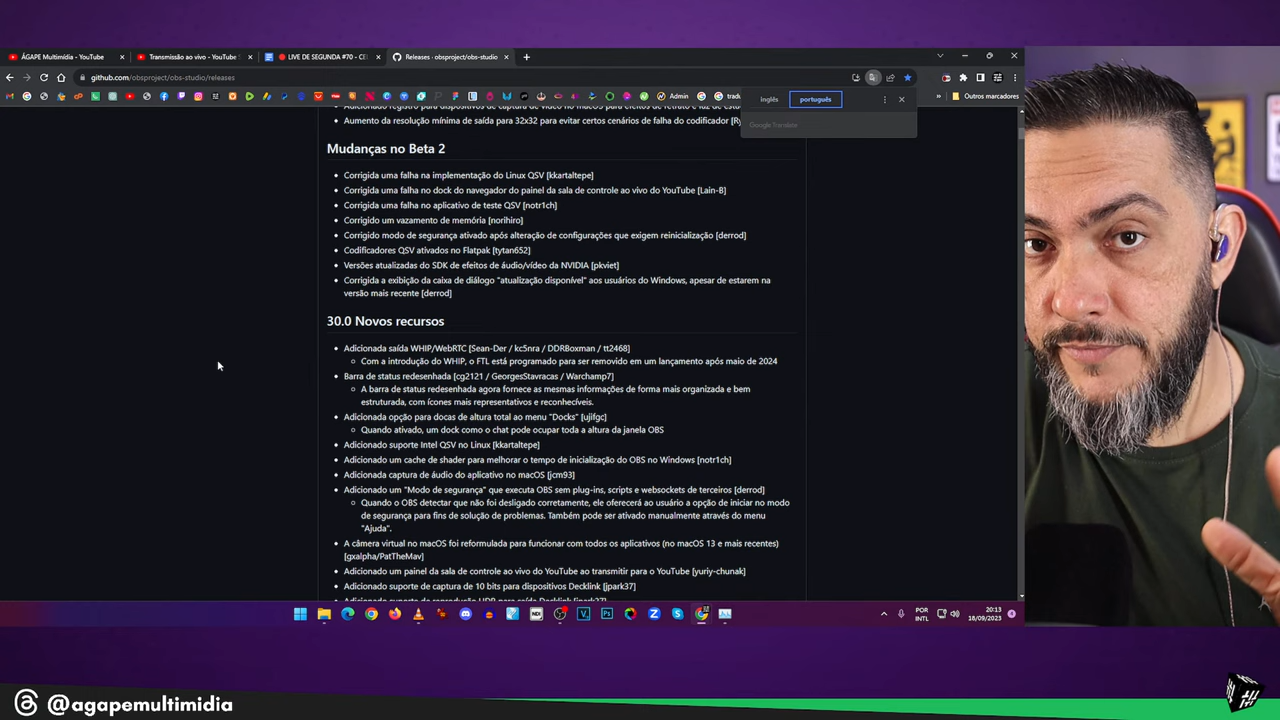 ÁGAPE Multimídia - YouTube
Transmissão ao vivo - YouTube S
LIVE DE SEGUNDA #70 - CE
Releases · obsproject/obs-studio
github.com/obsproject/obs-studio/releases
Admin
tradu
Outros marcadores
inglês
português
Google Translate
Aumento da resolução mínima de saída para 32x32 para evitar certos cenários de falha do codificador [Ry
Mudanças no Beta 2
Corrigida uma falha na implementação do Linux QSV [kkartaltepe]
Corrigida uma falha no dock do navegador do painel da sala de controle ao vivo do YouTube [Lain-B]
Corrigida uma falha no aplicativo de teste QSV [notr1ch]
Corrigido um vazamento de memória [norihiro]
Corrigido modo de segurança ativado após alteração de configurações que exigem reinicialização [derrod]
Codificadores QSV ativados no Flatpak [tytan652]
Versões atualizadas do SDK de efeitos de áudio/vídeo da NVIDIA [pkviet]
Corrigida a exibição da caixa de diálogo "atualização disponível" aos usuários do Windows, apesar de estarem na
versão mais recente [derrod]
30.0 Novos recursos
Adicionada saída WHIP/WebRTC [Sean-Der / kc5nra / DDRBoxman / tt2468]
Com a introdução do WHIP, o FTL está programado para ser removido em um lançamento após maio de 2024
Barra de status redesenhada [cg2121 / GeorgesStavracas / Warchamp7]
A barra de status redesenhada agora fornece as mesmas informações de forma mais organizada e bem
estruturada, com ícones mais representativos e reconhecíveis.
Adicionada opção para docas de altura total ao menu "Docks" [ujifgc]
Quando ativado, um dock como o chat pode ocupar toda a altura da janela OBS
Adicionado suporte Intel QSV no Linux [kkartaltepe]
Adicionado um cache de shader para melhorar o tempo de inicialização do OBS no Windows [notr1ch]
Adicionada captura de áudio do aplicativo no macOS [jcm93]
Adicionado um "Modo de segurança" que executa OBS sem plug-ins, scripts e websockets de terceiros [derrod]
Quando o OBS detectar que não foi desligado corretamente, ele oferecerá ao usuário a opção de iniciar no modo
de segurança para fins de solução de problemas. Também pode ser ativado manualmente através do menu
"Ajuda".
A câmera virtual no macOS foi reformulada para funcionar com todos os aplicativos (no macOS 13 e mais recentes)
[gxalpha/PatTheMav]
Adicionado um painel da sala de controle ao vivo do YouTube ao transmitir para o YouTube [yuriy-chunak]
Adicionado suporte de captura de 10 bits para dispositivos Decklink [jpark37]
POR
INTL
20:13
18/09/2023
@agapemultimidia